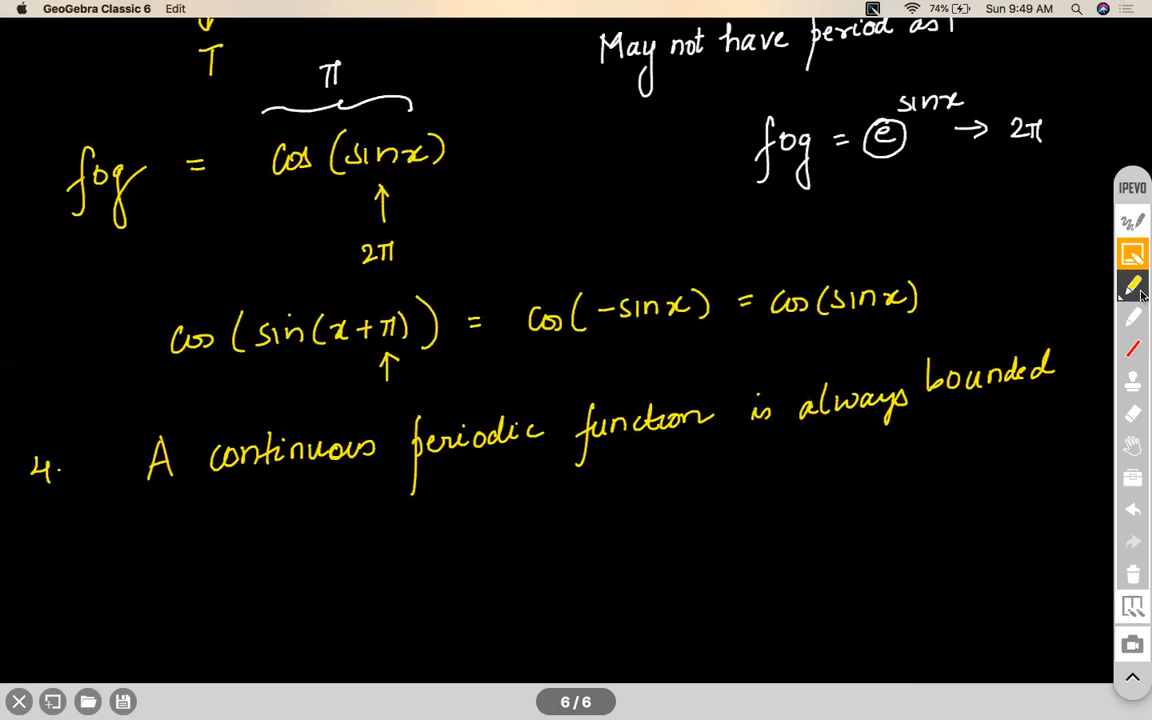 GeoGebra Classic 6 Edit 74% Sun 9:49 AM
May not have period as
T
π
fog = cos(sinx)
2π
fog = e^sinx → 2π
IPEVO
cos(sin(x+π)) = cos(-sinx) = cos(sinx)
4. A continuous periodic function is always bounded
6/6